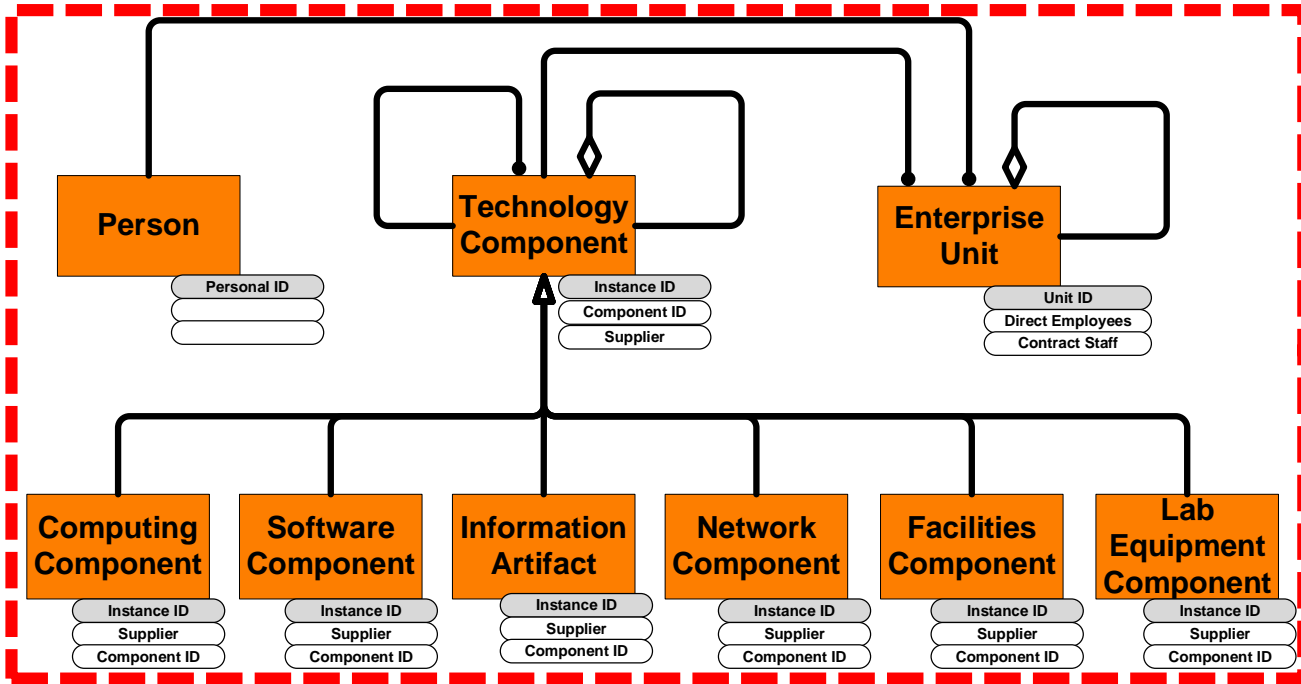 Person
Personal ID
Technology
Component
Instance ID
Component ID
Supplier
Enterprise
Unit
Unit ID
Direct Employees
Contract Staff
Computing
Component
Instance ID
Supplier
Component ID
Software
Component
Instance ID
Supplier
Component ID
Information
Artifact
Instance ID
Supplier
Component ID
Network
Component
Instance ID
Supplier
Component ID
Facilities
Component
Instance ID
Supplier
Component ID
Lab
Equipment
Component
Instance ID
Supplier
Component ID